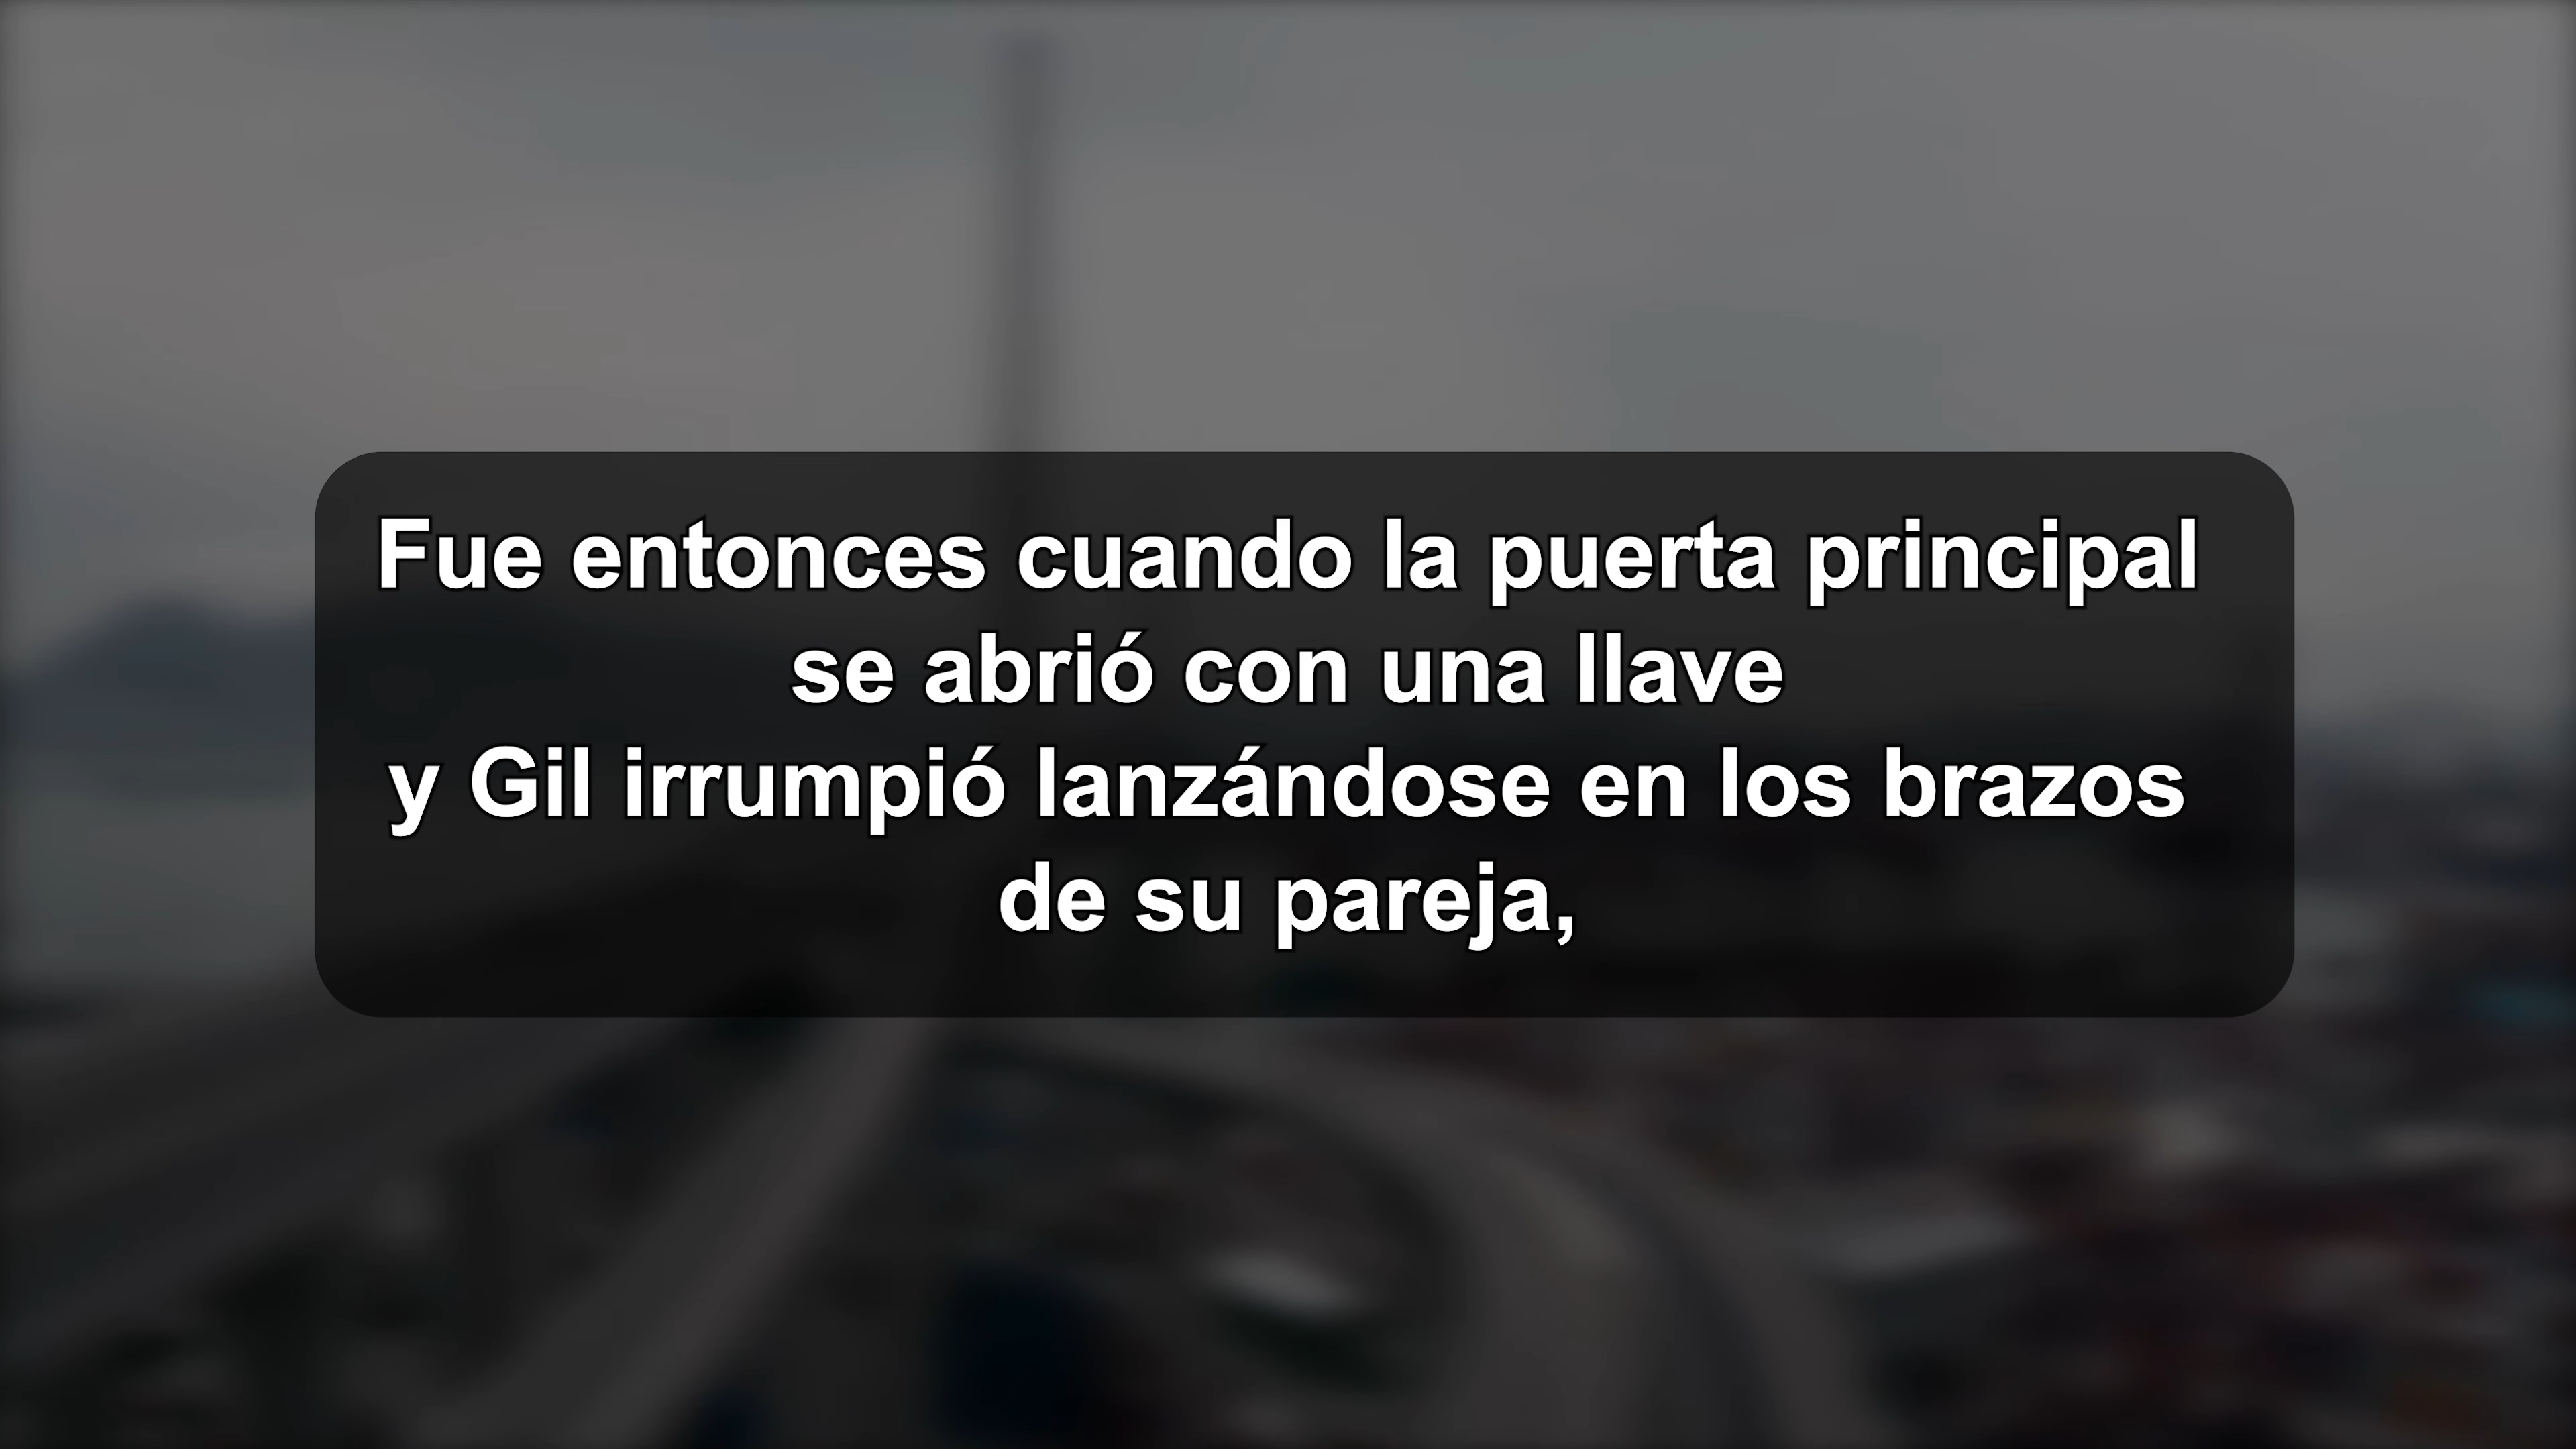 Fue entonces cuando la puerta principal
se abrió con una llave
y Gil irrumpió lanzándose en los brazos
de su pareja,